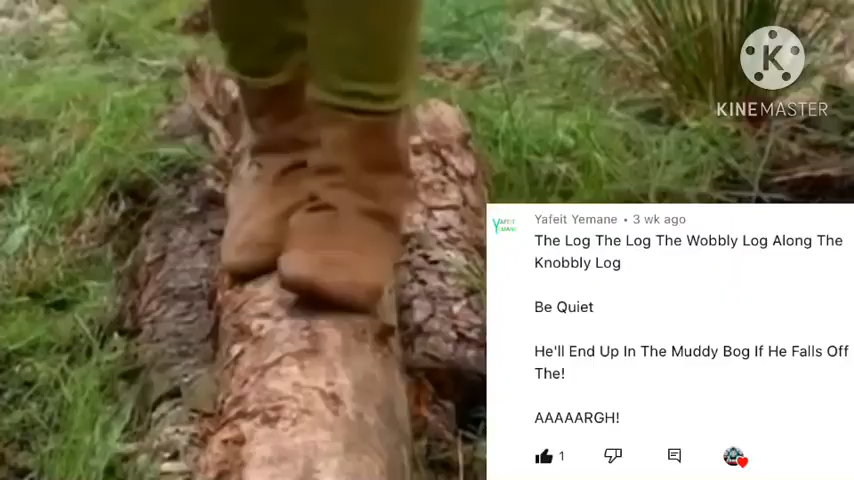 KINEMASTER
Yafeit Yemane • 3 wk ago
The Log The Log The Wobbly Log Along The
Knobbly Log
Be Quiet
He'll End Up In The Muddy Bog If He Falls Off
The!
AAAAARGH!
1